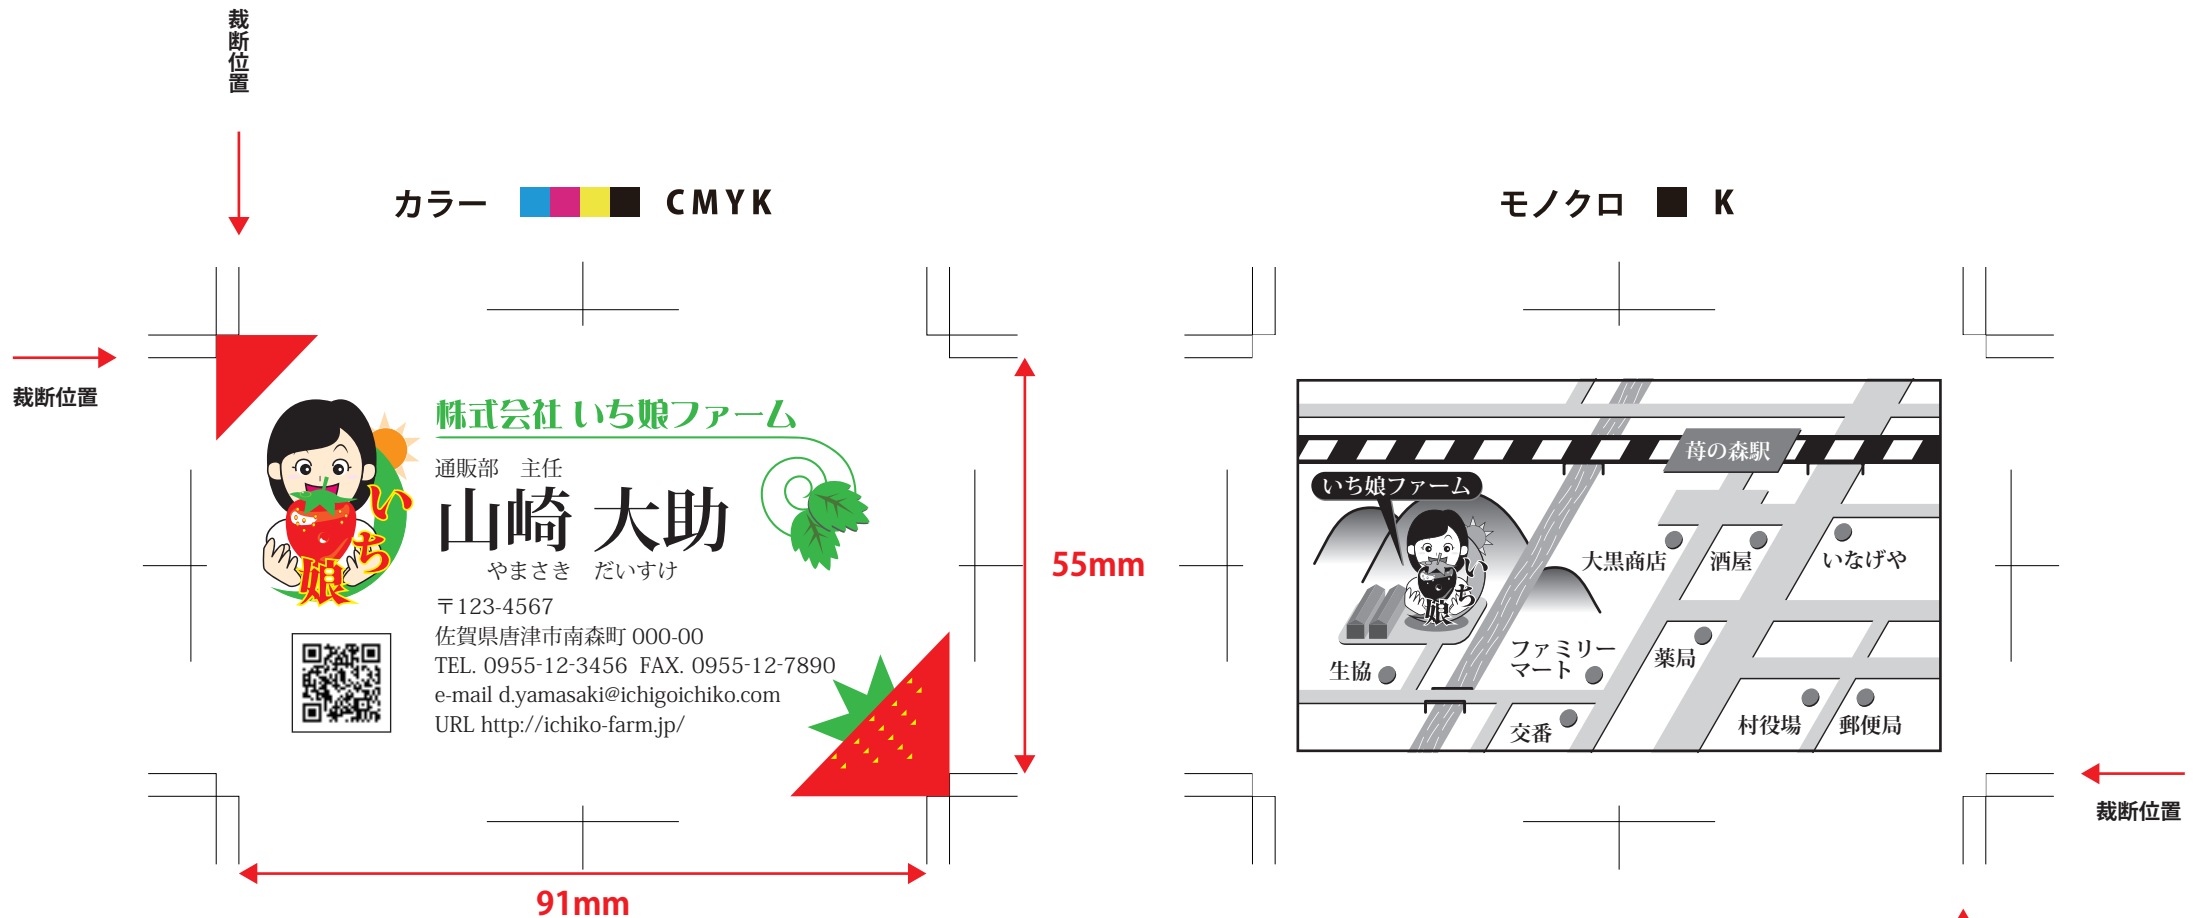 裁断位置
カラー CMYK
モノクロ K
裁断位置
株式会社 いち娘ファーム
通販部 主任
山崎 大助
やまさき だいすけ
〒123-4567
佐賀県唐津市南森町 000-00
TEL. 0955-12-3456 FAX. 0955-12-7890
e-mail d.yamasaki@ichigoichiko.com
URL http://ichiko-farm.jp/
いち娘
55mm
91mm
苺の森駅
いち娘ファーム
いち娘
大黒商店
酒屋
いなげや
ファミリー
マート
薬局
生協
交番
村役場
郵便局
裁断位置